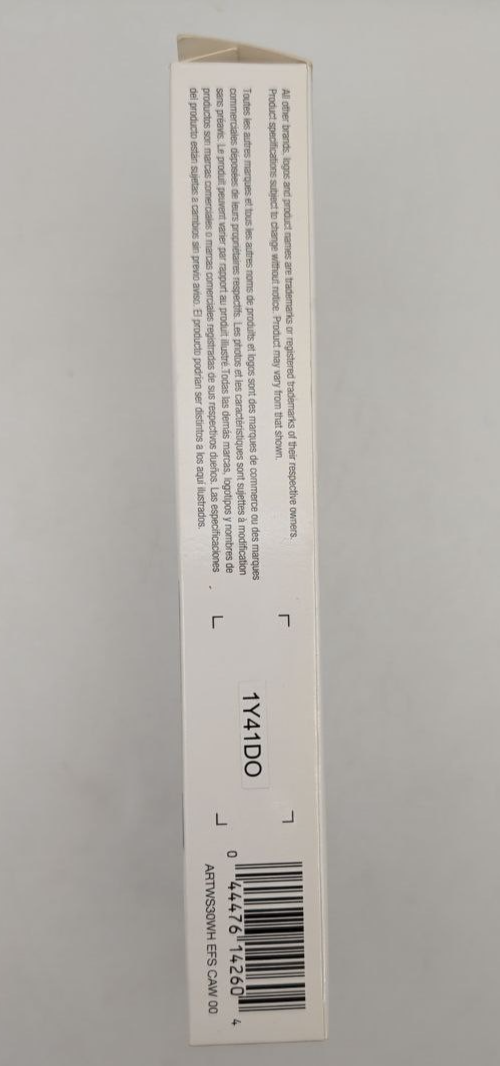 All other brands, logos and product names are trademarks or registered trademarks of their respective owners.
Product specifications subject to change without notice. Product may vary from that shown.
Toutes les autres marques et tous les autres noms de produits et logos sont des marques de commerce ou des marques
commerciales déposées de leurs propriétaires respectifs. Les photos et les caractéristiques sont sujettes à modification
sans préavis. Le produit peuvent varier par rapport au produit illustré. Todas las demás marcas, logotipos y nombres de
productos son marcas comerciales o marcas comerciales registradas de sus respectivos dueños. Las especificaciones
del producto están sujetas a cambios sin previo aviso. El producto podrían ser distintos a los aquí ilustrados.
1Y41DO
0 44476 14260 4
ARTWS30WH EFS CAW 00